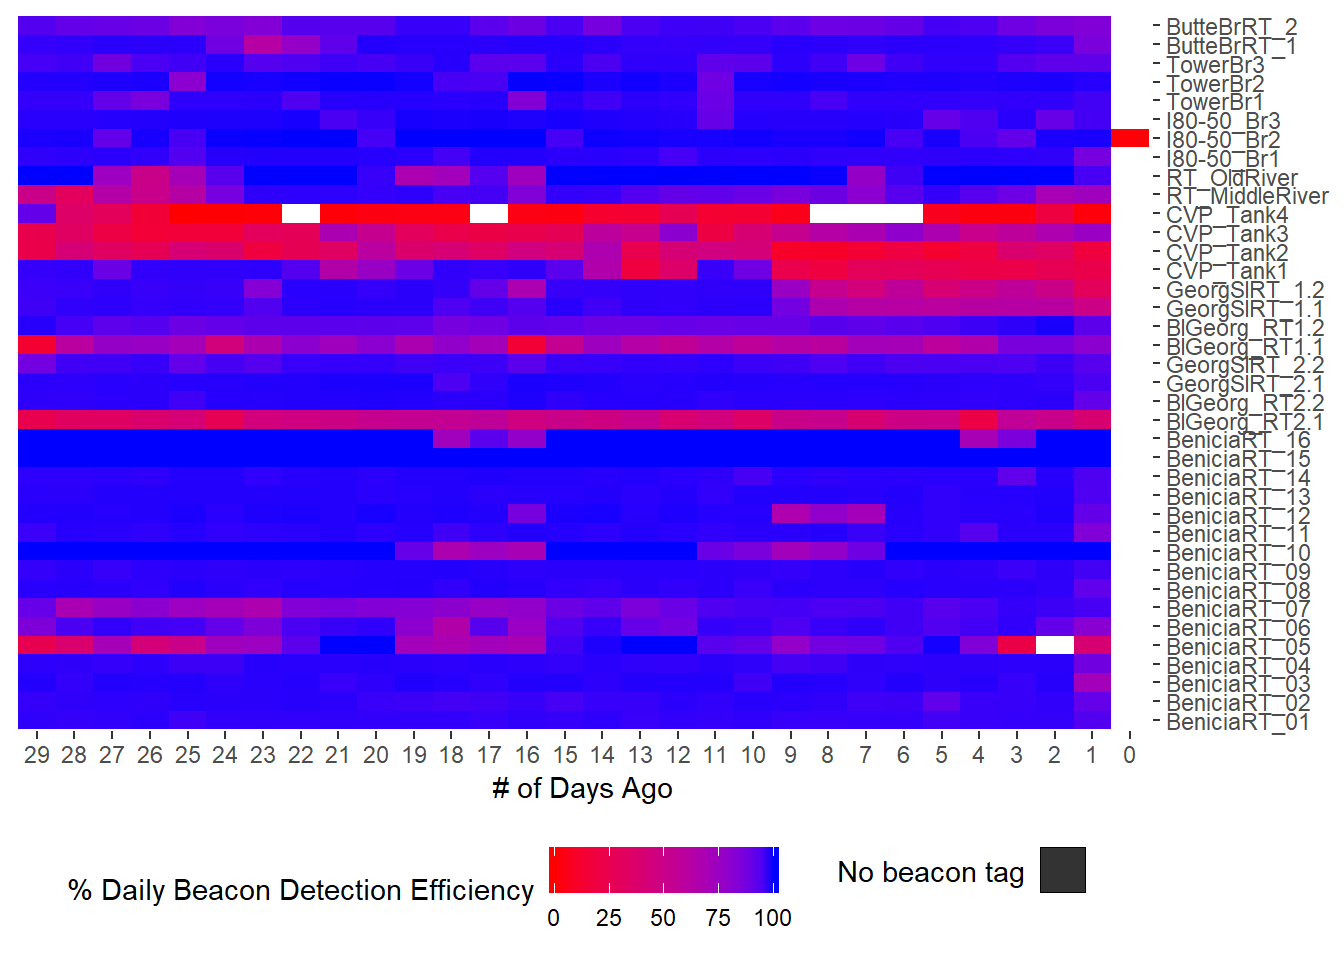 ButteBrRT_2
ButteBrRT_1
TowerBr3
TowerBr2
TowerBr1
I80-50_Br3
I80-50_Br2
I80-50_Br1
RT_OldRiver
RT_MiddleRiver
CVP_Tank4
CVP_Tank3
CVP_Tank2
CVP_Tank1
GeorgSlRT_1.2
GeorgSlRT_1.1
BlGeorg_RT1.2
BlGeorg_RT1.1
GeorgSlRT_2.2
GeorgSlRT_2.1
BlGeorg_RT2.2
BlGeorg_RT2.1
BeniciaRT_16
BeniciaRT_15
BeniciaRT_14
BeniciaRT_13
BeniciaRT_12
BeniciaRT_11
BeniciaRT_10
BeniciaRT_09
BeniciaRT_08
BeniciaRT_07
BeniciaRT_06
BeniciaRT_05
BeniciaRT_04
BeniciaRT_03
BeniciaRT_02
BeniciaRT_01
29 28 27 26 25 24 23 22 21 20 19 18 17 16 15 14 13 12 11 10 9 8 7 6 5 4 3 2 1 0
# of Days Ago
% Daily Beacon Detection Efficiency
0 25 50 75 100
No beacon tag